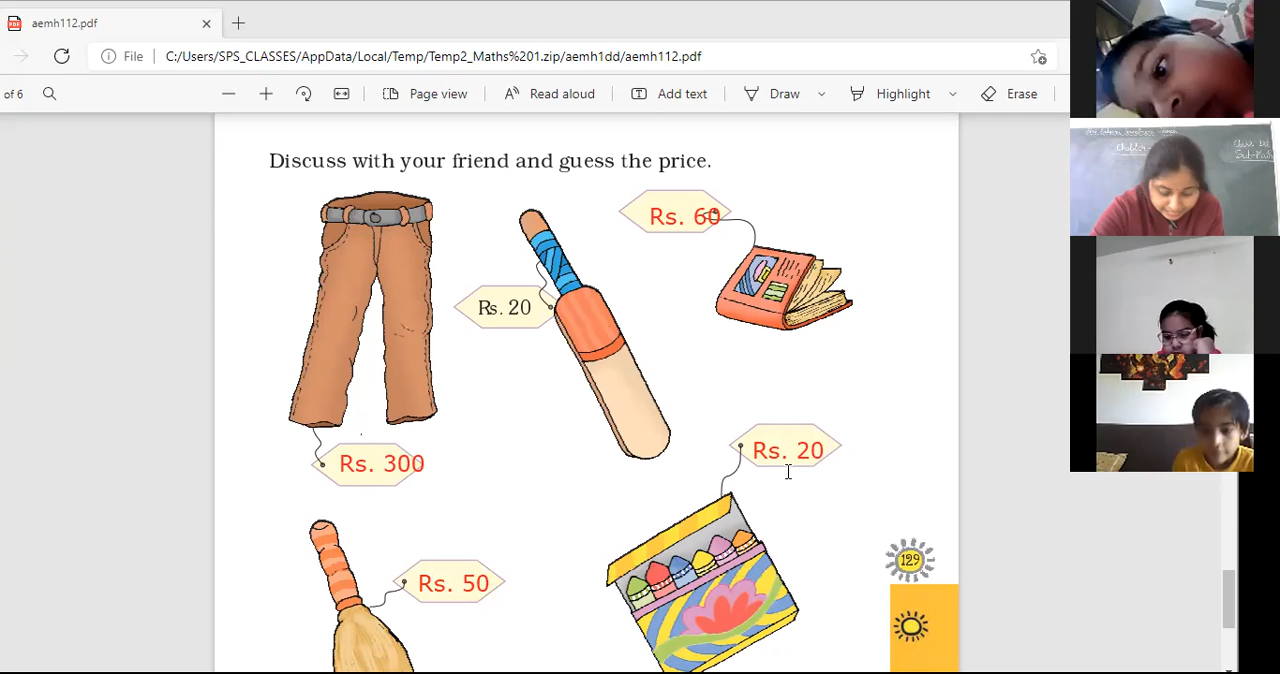 aemh112.pdf
File C:/Users/SPS_CLASSES/AppData/Local/Temp/Temp2_Maths%201.zip/aemh1dd/aemh112.pdf
of 6 Page view Read aloud Add text Draw Highlight Erase
Discuss with your friend and guess the price.
Rs. 60
Rs. 20
Rs. 300
Rs. 20
Rs. 50
129